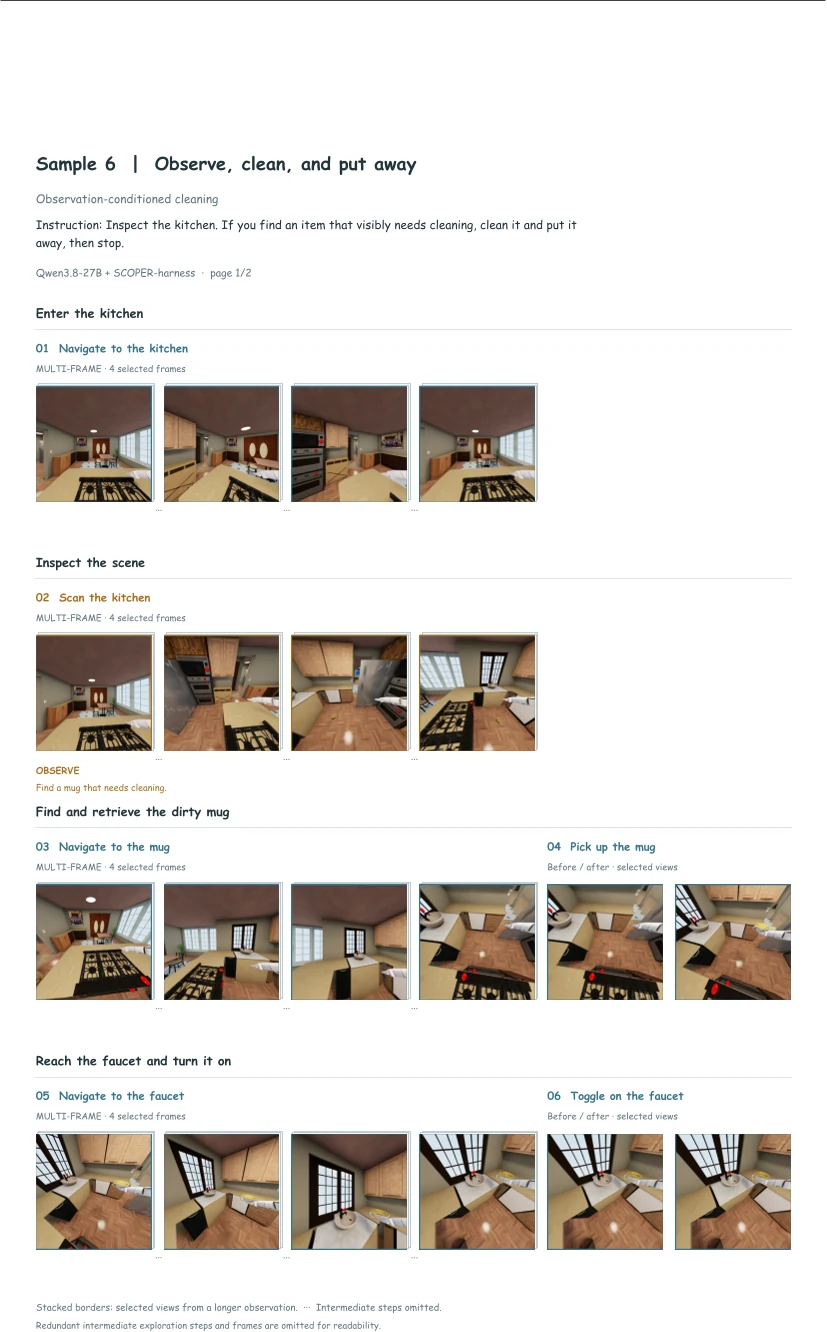 Sample 6 | Observe, clean, and put away
Observation-conditioned cleaning
Instruction: Inspect the kitchen. If you find an item that visibly needs cleaning, clean it and put it
away, then stop.
Qwen3.8-27B + SCOPER-harness · page 1/2
Enter the kitchen
01 Navigate to the kitchen
MULTI-FRAME · 4 selected frames
... ... ...
Inspect the scene
02 Scan the kitchen
MULTI-FRAME · 4 selected frames
... ... ...
OBSERVE
Find a mug that needs cleaning.
Find and retrieve the dirty mug
03 Navigate to the mug
MULTI-FRAME · 4 selected frames
... ... ...
04 Pick up the mug
Before / after · selected views
Reach the faucet and turn it on
05 Navigate to the faucet
MULTI-FRAME · 4 selected frames
... ... ...
06 Toggle on the faucet
Before / after · selected views
Stacked borders: selected views from a longer observation. ··· Intermediate steps omitted.
Redundant intermediate exploration steps and frames are omitted for readability.